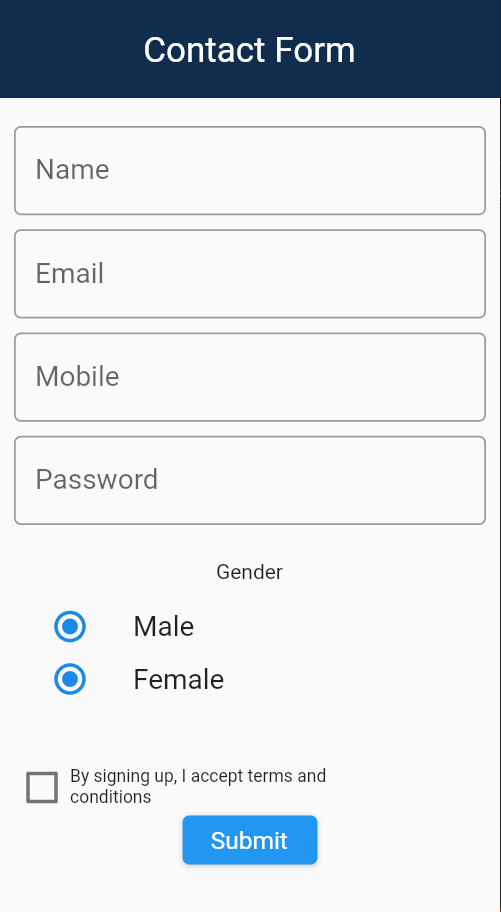 Contact Form
Name
Email
Mobile
Password
Gender
Male
Female
By signing up, I accept terms and
conditions
Submit